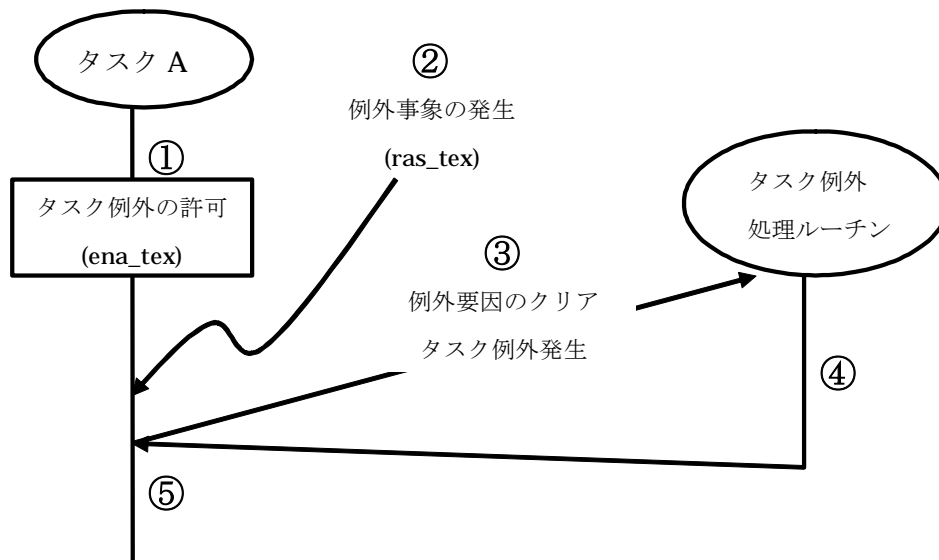 タスク A
①
タスク例外の許可
(ena_tex)
②
例外事象の発生
(ras_tex)
③
例外要因のクリア
タスク例外発生
タスク例外
処理ルーチン
④
⑤